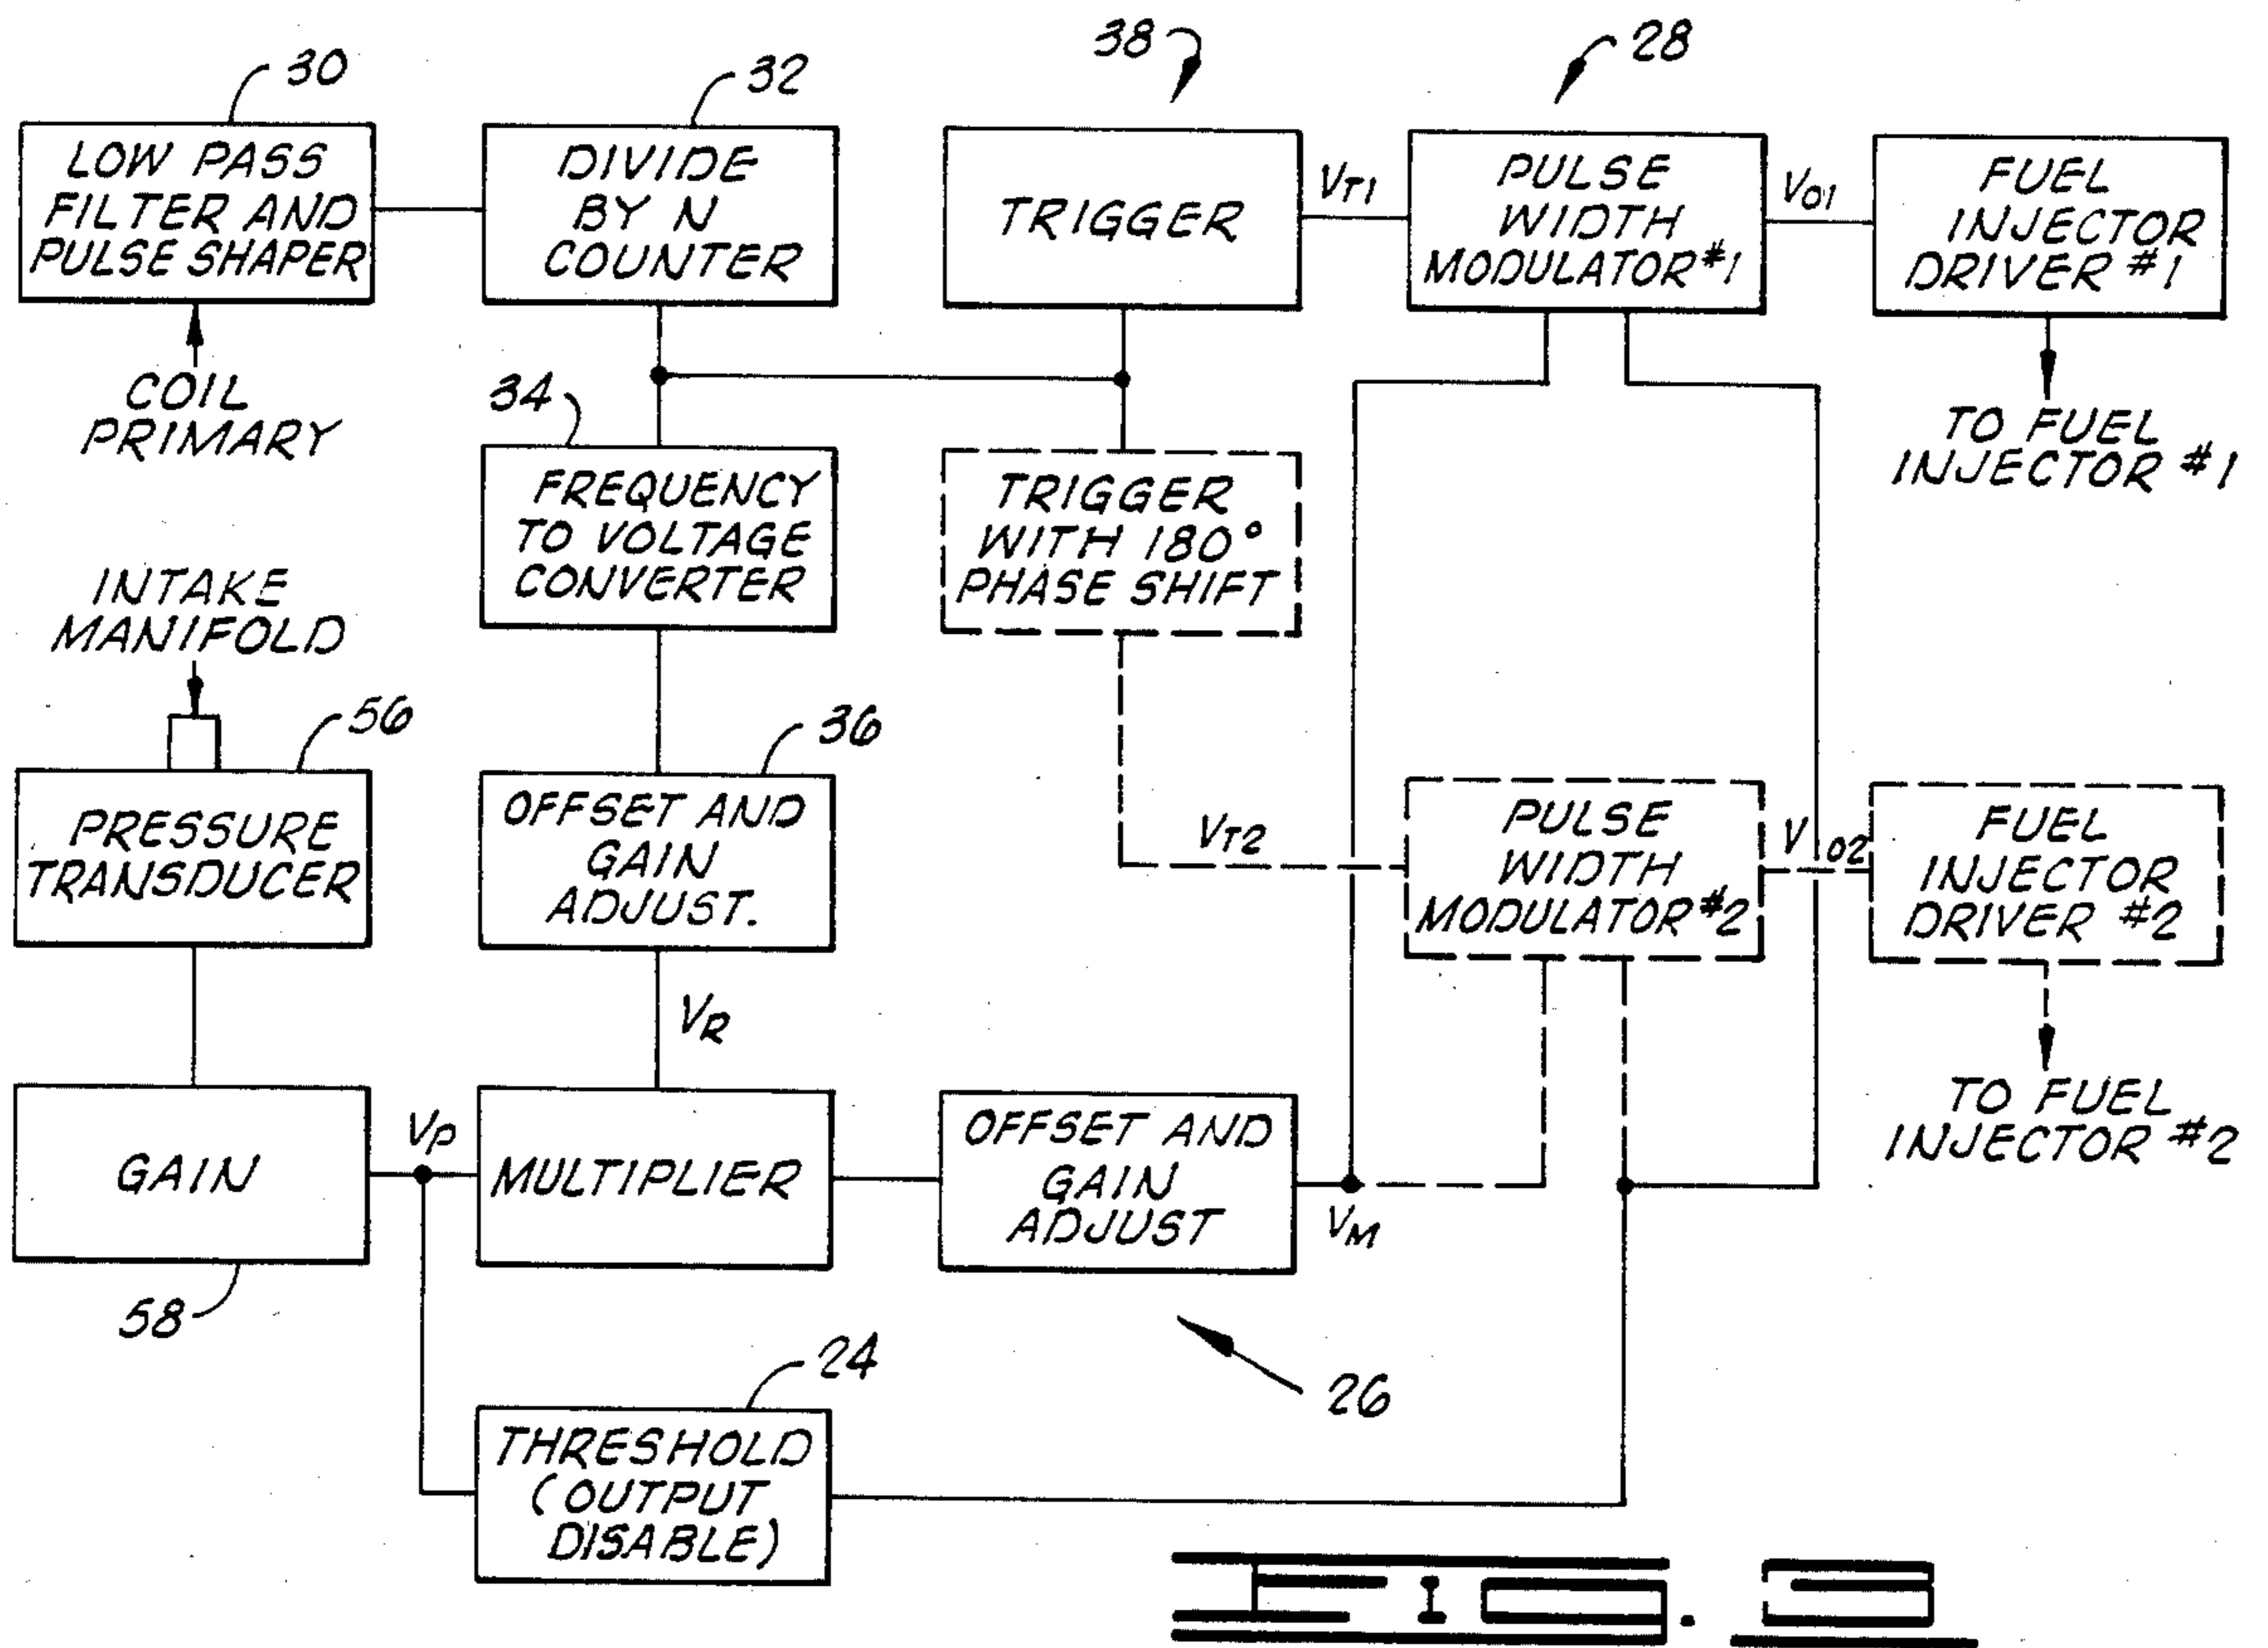 30
32
38
28
LOW PASS
FILTER AND
PULSE SHAPER
DIVIDE
BY N
COUNTER
TRIGGER
VT1
PULSE
WIDTH
MODULATOR #1
VO1
FUEL
INJECTOR
DRIVER #1
COIL
PRIMARY
34
TO FUEL
INJECTOR #1
FREQUENCY
TO VOLTAGE
CONVERTER
TRIGGER
WITH 180°
PHASE SHIFT
INTAKE
MANIFOLD
56
36
PRESSURE
TRANSDUCER
OFFSET AND
GAIN
ADJUST.
VT2
PULSE
WIDTH
MODULATOR #2
VO2
FUEL
INJECTOR
DRIVER #2
VR
TO FUEL
INJECTOR #2
GAIN
VP
MULTIPLIER
OFFSET AND
GAIN
ADJUST
VM
58
24
26
THRESHOLD
(OUTPUT
DISABLE)
FIG.